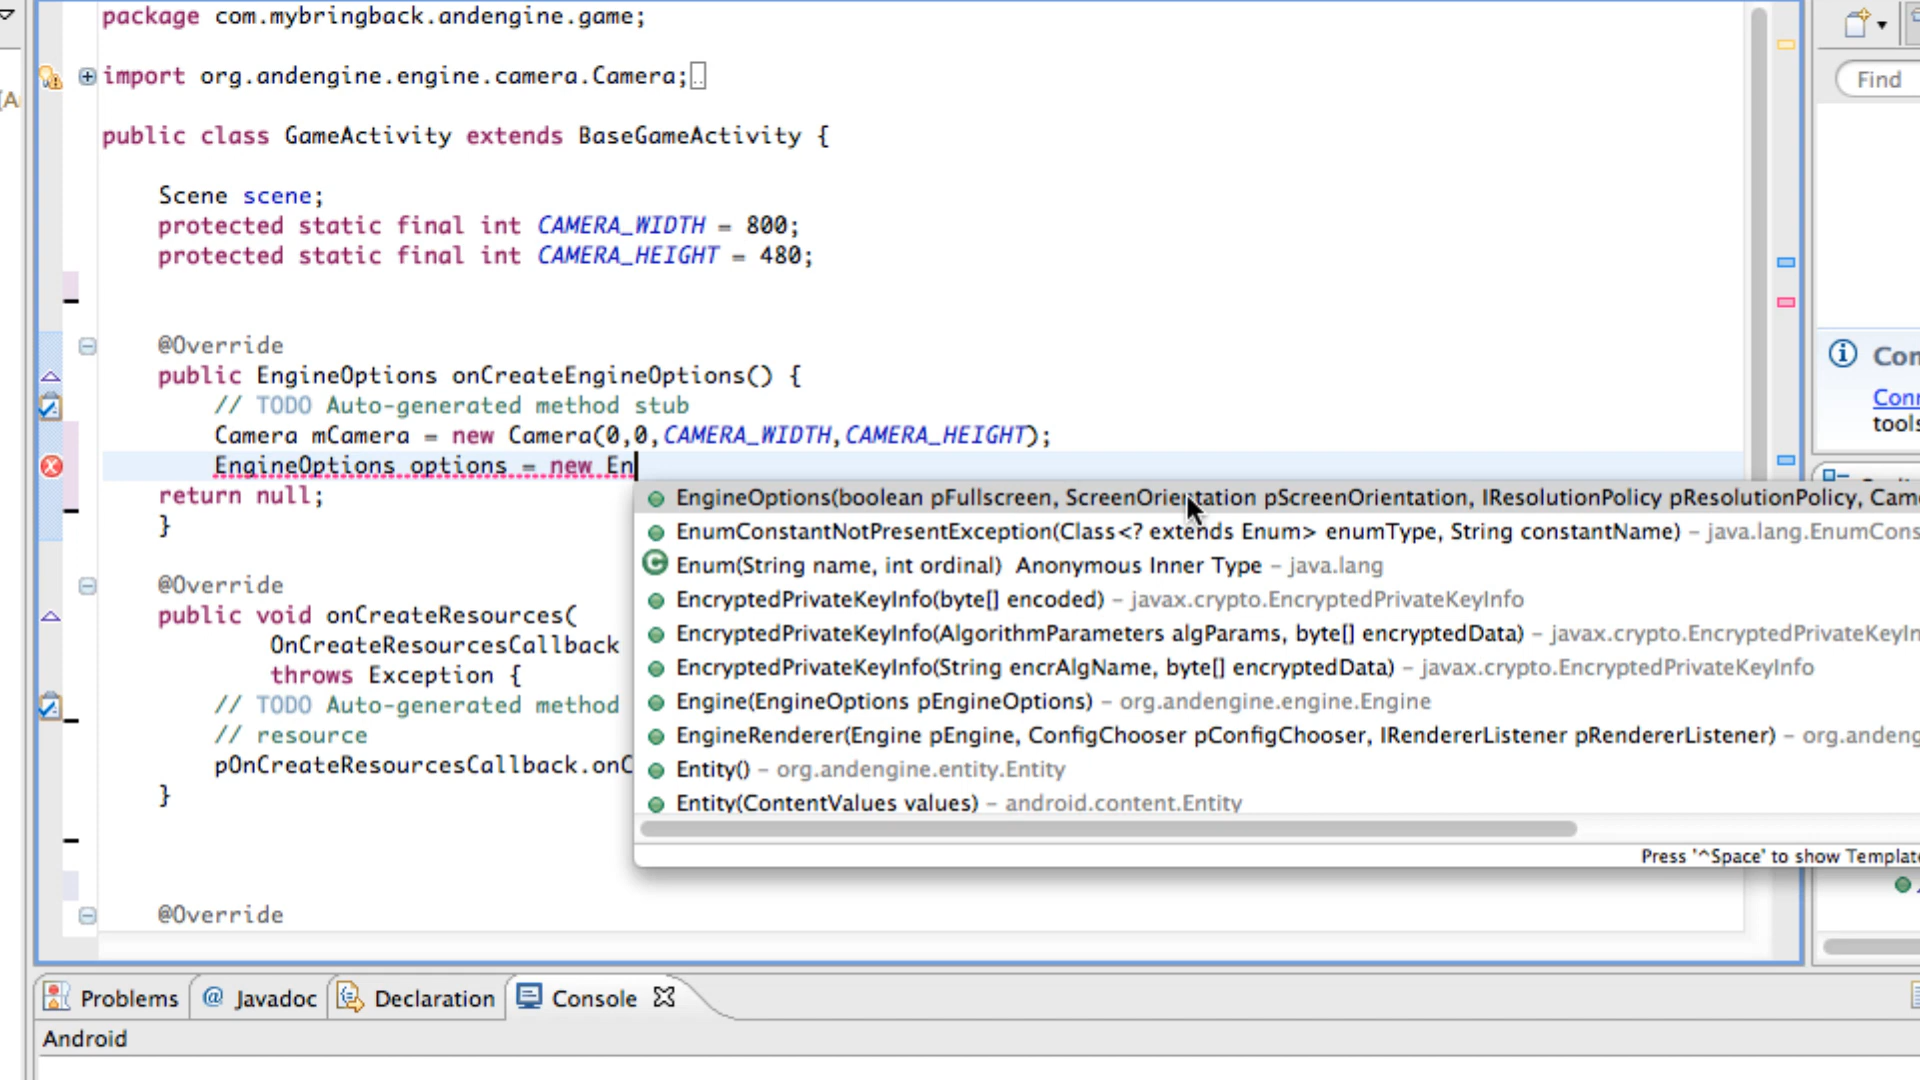 package com.mybringback.andengine.game;
import org.andengine.engine.camera.Camera;
public class GameActivity extends BaseGameActivity {
Scene scene;
protected static final int CAMERA_WIDTH = 800;
protected static final int CAMERA_HEIGHT = 480;
@Override
public EngineOptions onCreateEngineOptions() {
// TODO Auto-generated method stub
Camera mCamera = new Camera(0,0,CAMERA_WIDTH,CAMERA_HEIGHT);
EngineOptions options = new En
return null;
}
@Override
public void onCreateResources(
OnCreateResourcesCallback
throws Exception {
// TODO Auto-generated method
// resource
pOnCreateResourcesCallback.onC
}
@Override
EngineOptions(boolean pFullscreen, ScreenOrientation pScreenOrientation, IResolutionPolicy pResolutionPolicy, Came
EnumConstantNotPresentException(Class<? extends Enum> enumType, String constantName) – java.lang.EnumCons
Enum(String name, int ordinal) Anonymous Inner Type – java.lang
EncryptedPrivateKeyInfo(byte[] encoded) – javax.crypto.EncryptedPrivateKeyInfo
EncryptedPrivateKeyInfo(AlgorithmParameters algParams, byte[] encryptedData) – javax.crypto.EncryptedPrivateKeyIn
EncryptedPrivateKeyInfo(String encrAlgName, byte[] encryptedData) – javax.crypto.EncryptedPrivateKeyInfo
Engine(EngineOptions pEngineOptions) – org.andengine.engine.Engine
EngineRenderer(Engine pEngine, ConfigChooser pConfigChooser, IRendererListener pRendererListener) – org.andeng
Entity() – org.andengine.entity.Entity
Entity(ContentValues values) – android.content.Entity
Press '^Space' to show Template
Find
Con
Conn
tools
Problems
@ Javadoc
Declaration
Console
Android